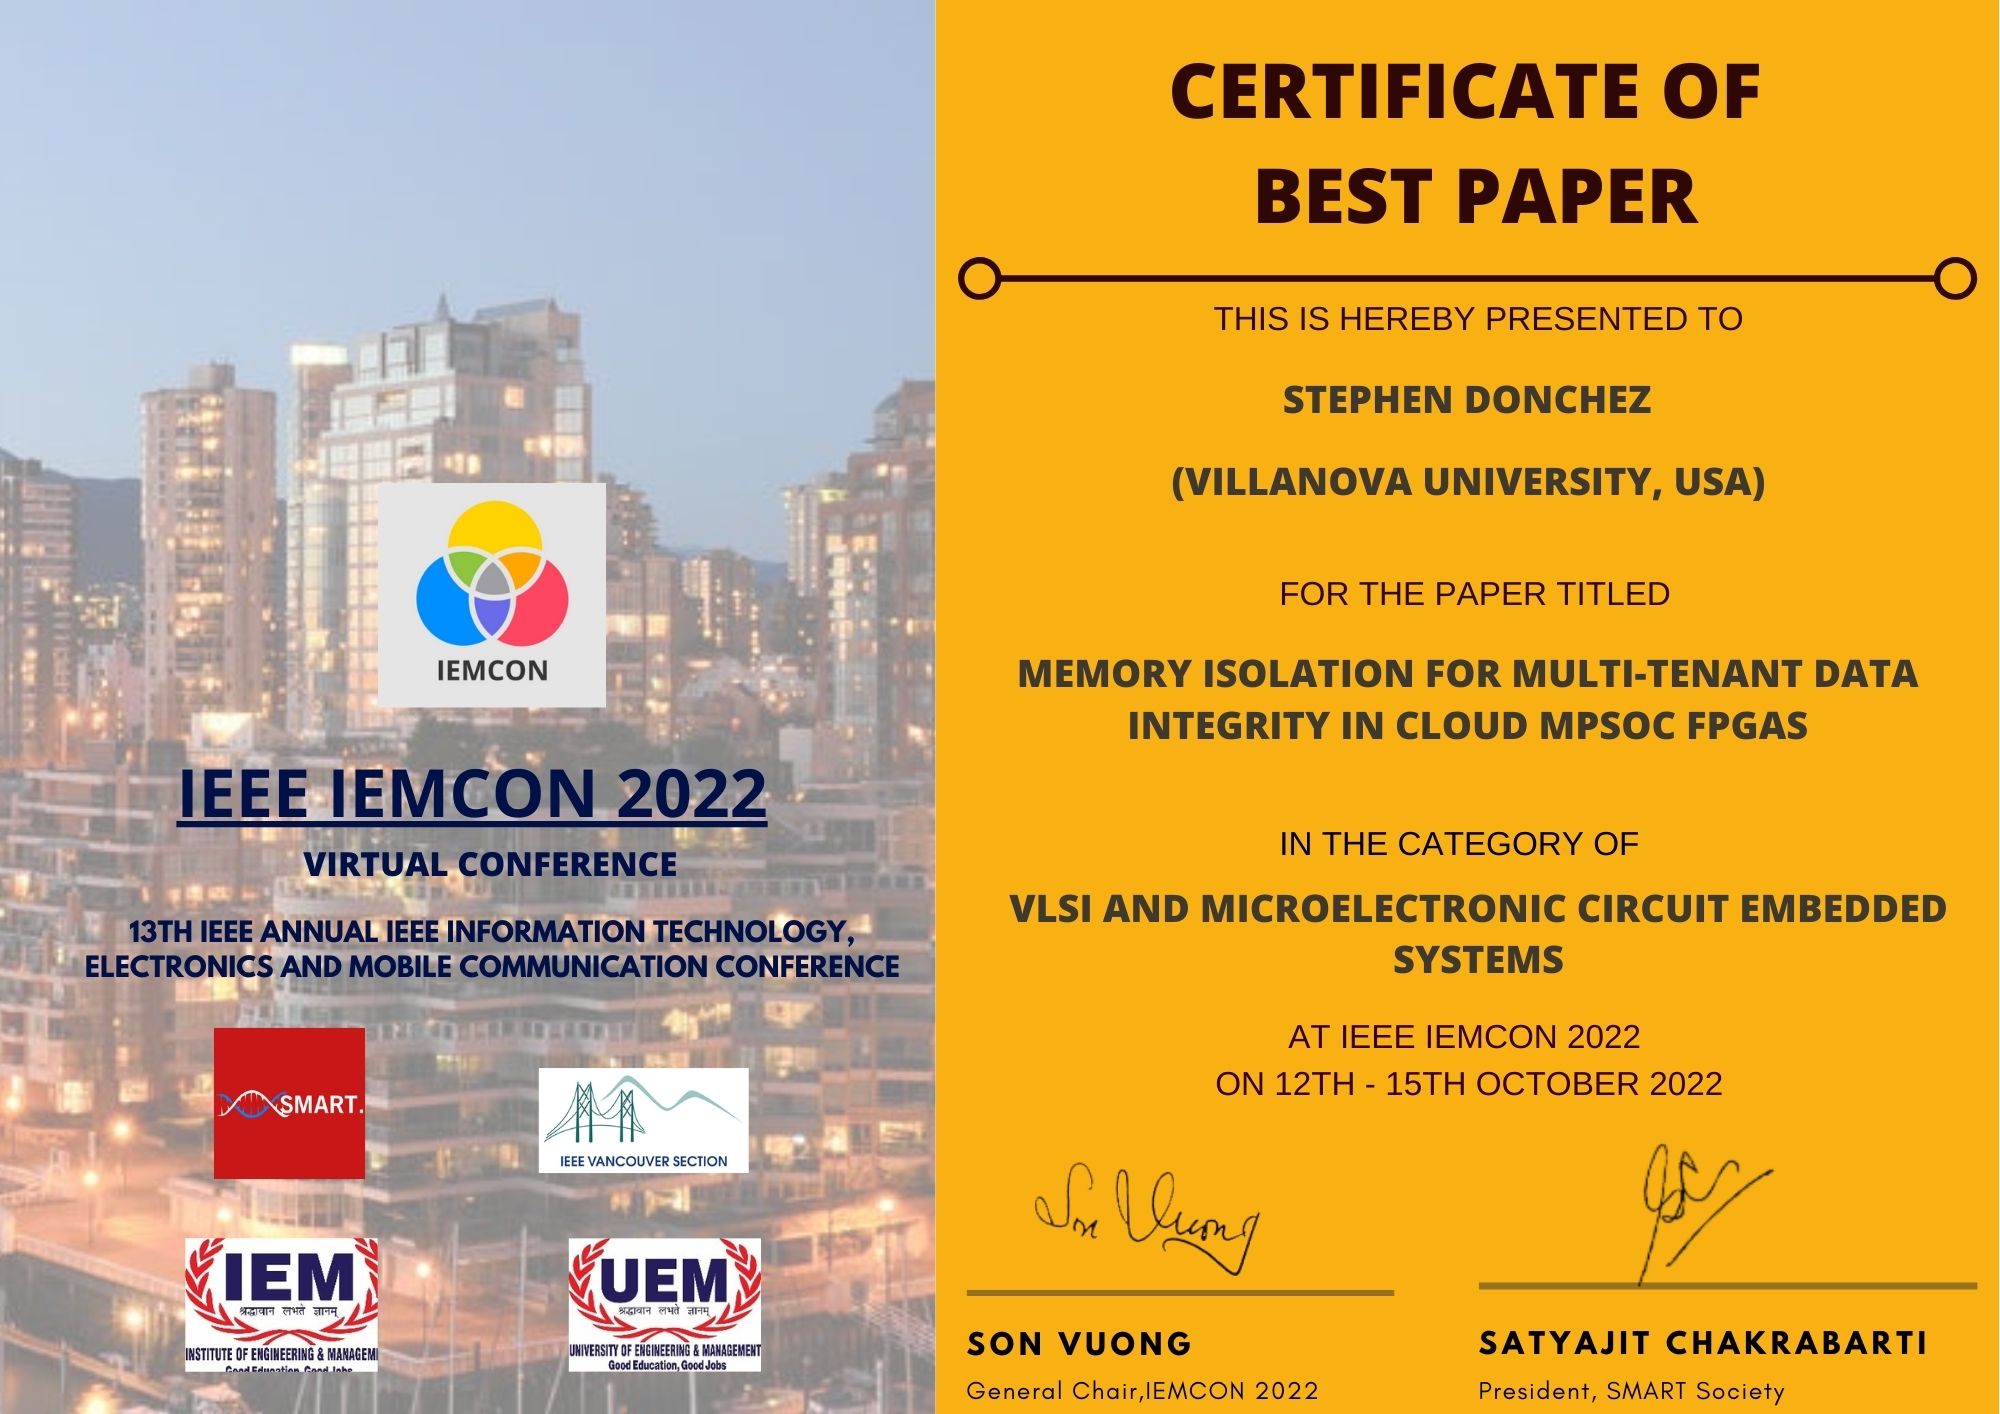 IEMCON
IEEE IEMCON 2022
VIRTUAL CONFERENCE
13TH IEEE ANNUAL IEEE INFORMATION TECHNOLOGY,
ELECTRONICS AND MOBILE COMMUNICATION CONFERENCE
SMART.
IEEE VANCOUVER SECTION
IEM
श्रद्धावान लभते ज्ञानम्
INSTITUTE OF ENGINEERING & MANAGEM
Good Education, Good Jobs
UEM
श्रद्धावान लभते ज्ञानम्
UNIVERSITY OF ENGINEERING & MANAGEMENT
Good Education, Good Jobs
CERTIFICATE OF
BEST PAPER
THIS IS HEREBY PRESENTED TO
STEPHEN DONCHEZ
(VILLANOVA UNIVERSITY, USA)
FOR THE PAPER TITLED
MEMORY ISOLATION FOR MULTI-TENANT DATA
INTEGRITY IN CLOUD MPSOC FPGAS
IN THE CATEGORY OF
VLSI AND MICROELECTRONIC CIRCUIT EMBEDDED
SYSTEMS
AT IEEE IEMCON 2022
ON 12TH - 15TH OCTOBER 2022
Son Vuong
SON VUONG
General Chair,IEMCON 2022
SATYAJIT CHAKRABARTI
President, SMART Society